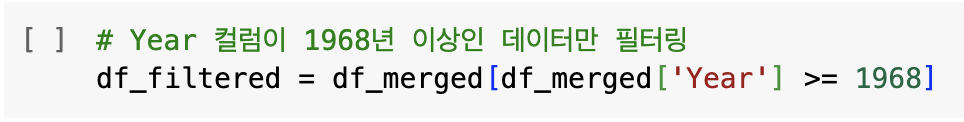 [ ] # Year 컬럼이 1968년 이상인 데이터만 필터링
df_filtered = df_merged[df_merged['Year'] >= 1968]